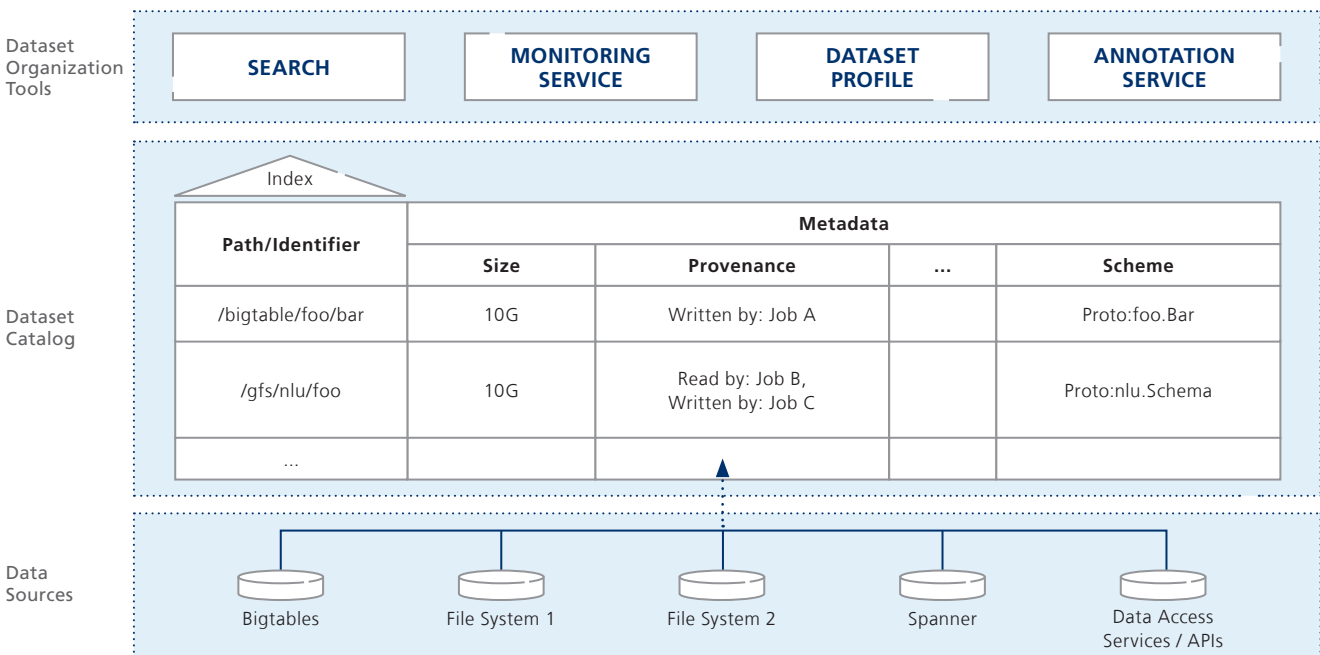 Dataset
Organization
Tools
SEARCH
MONITORING
SERVICE
DATASET
PROFILE
ANNOTATION
SERVICE
Dataset
Catalog
Index
Path/Identifier
Metadata
Size
Provenance
...
Scheme
/bigtable/foo/bar
10G
Written by: Job A
Proto:foo.Bar
/gfs/nlu/foo
10G
Read by: Job B,
Written by: Job C
Proto:nlu.Schema
...
Data
Sources
Bigtables
File System 1
File System 2
Spanner
Data Access
Services / APIs